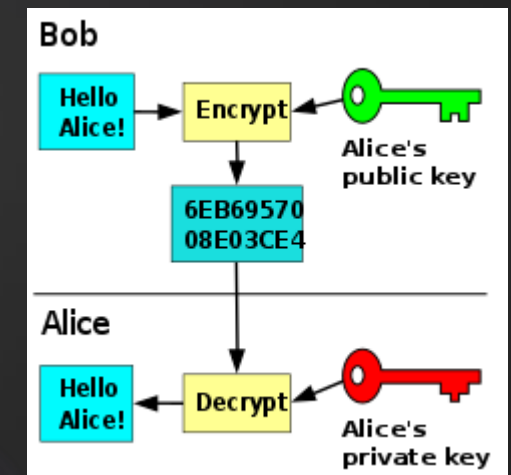 Bob
Hello
Alice!
Encrypt
Alice's
public key
6EB69570
08E03CE4
Alice
Hello
Alice!
Decrypt
Alice's
private key